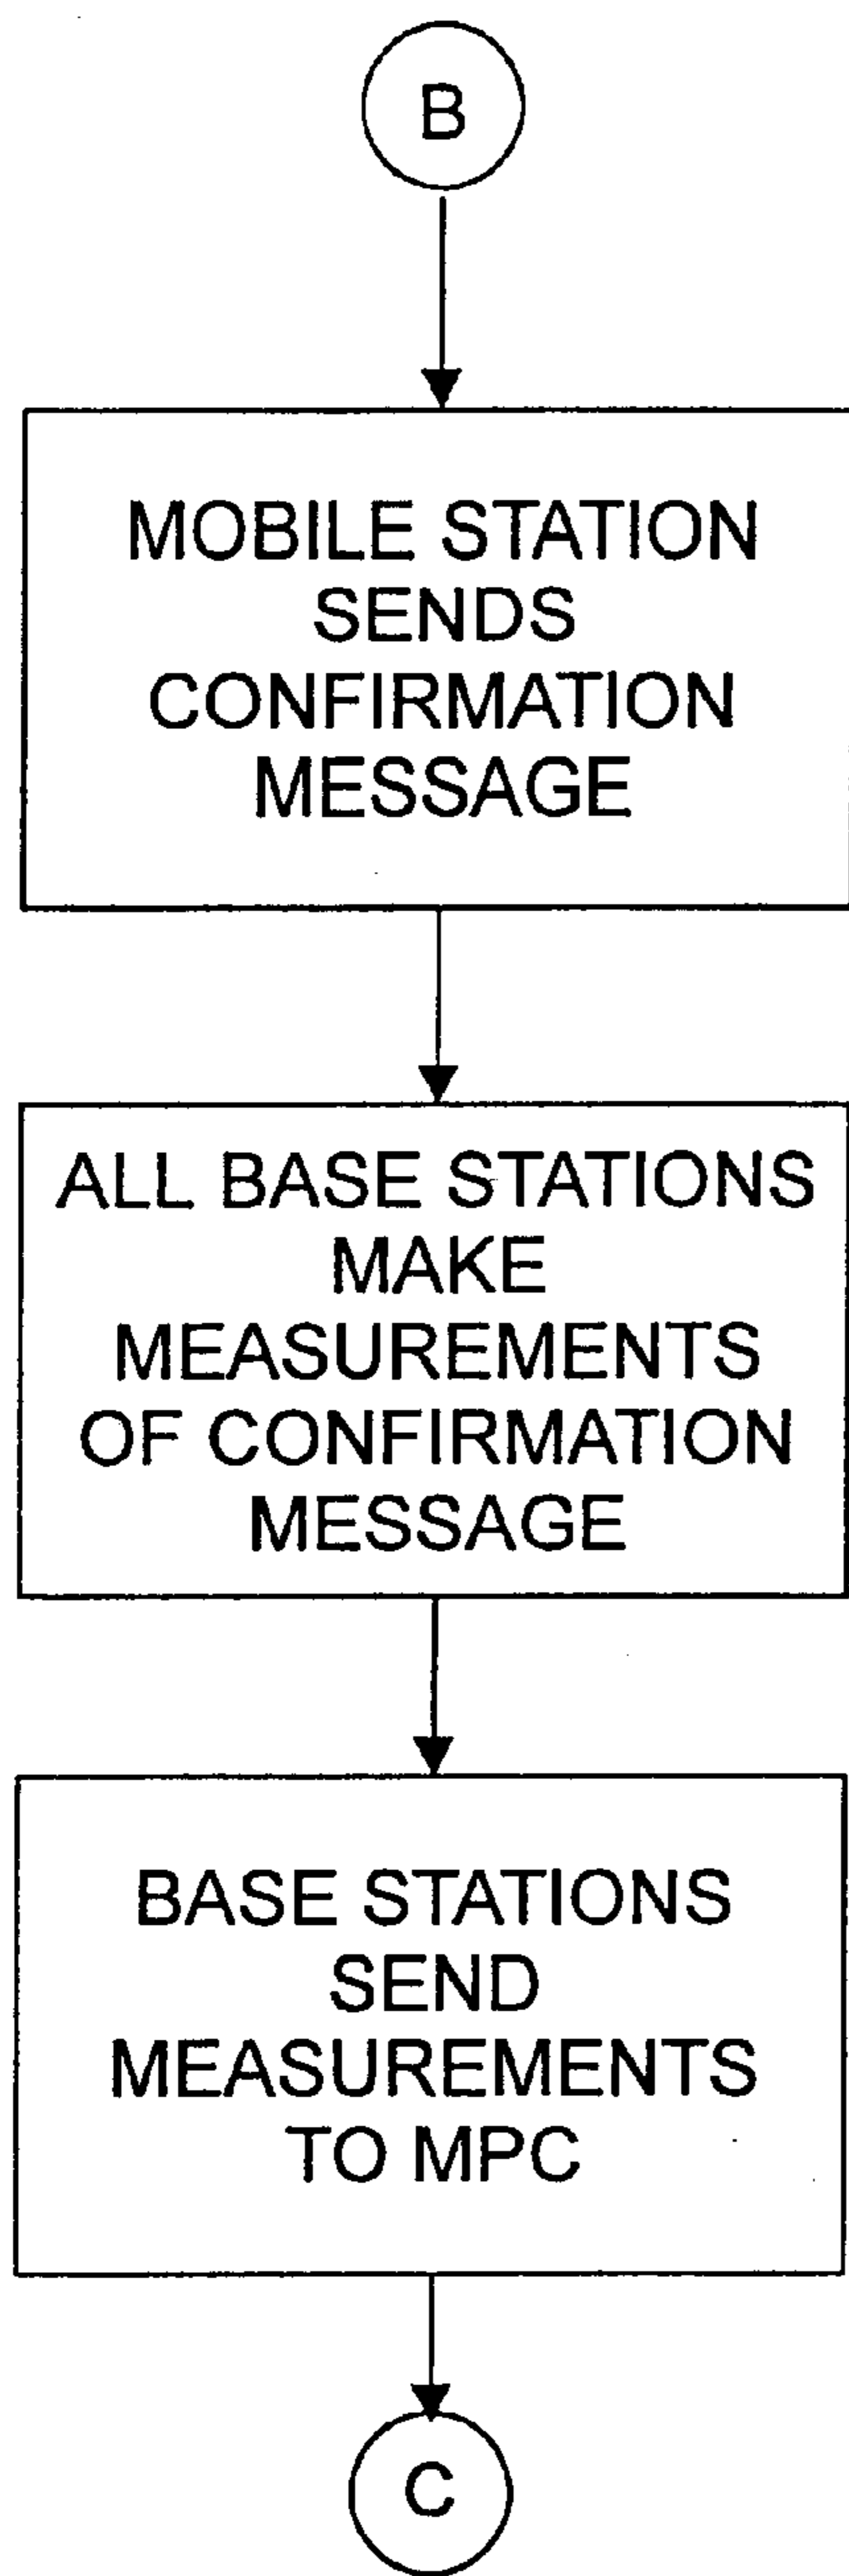 B
MOBILE STATION
SENDS
CONFIRMATION
MESSAGE
ALL BASE STATIONS
MAKE
MEASUREMENTS
OF CONFIRMATION
MESSAGE
BASE STATIONS
SEND
MEASUREMENTS
TO MPC
C